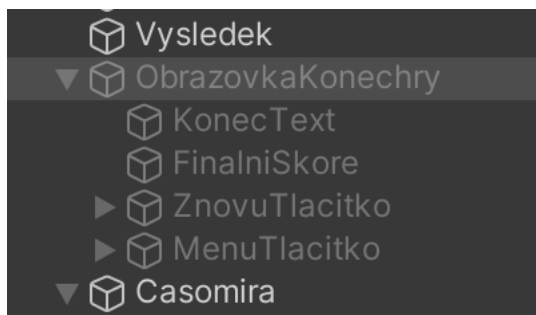 Vysledek
ObrazovkaKonechry
KonecText
FinalniSkore
ZnovuTlacitko
MenuTlacitko
Casomira